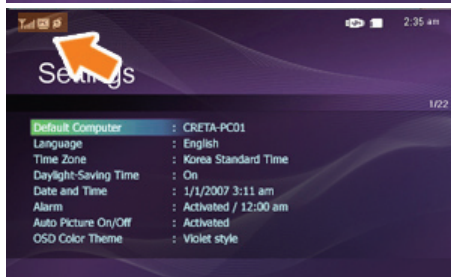 2:35 am
Settings
1/22
Default Computer : CRETA-PC01
Language : English
Time Zone : Korea Standard Time
Daylight-Saving Time : On
Date and Time : 1/1/2007 3:11 am
Alarm : Activated / 12:00 am
Auto Picture On/Off : Activated
OSD Color Theme : Violet style